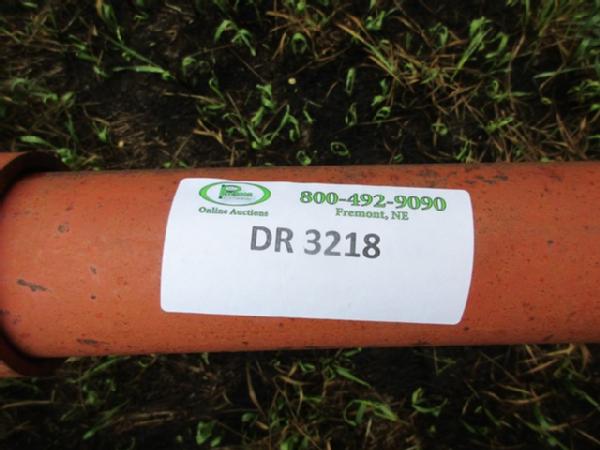 800-492-9090
Online Auctions
Fremont, NE
DR 3218